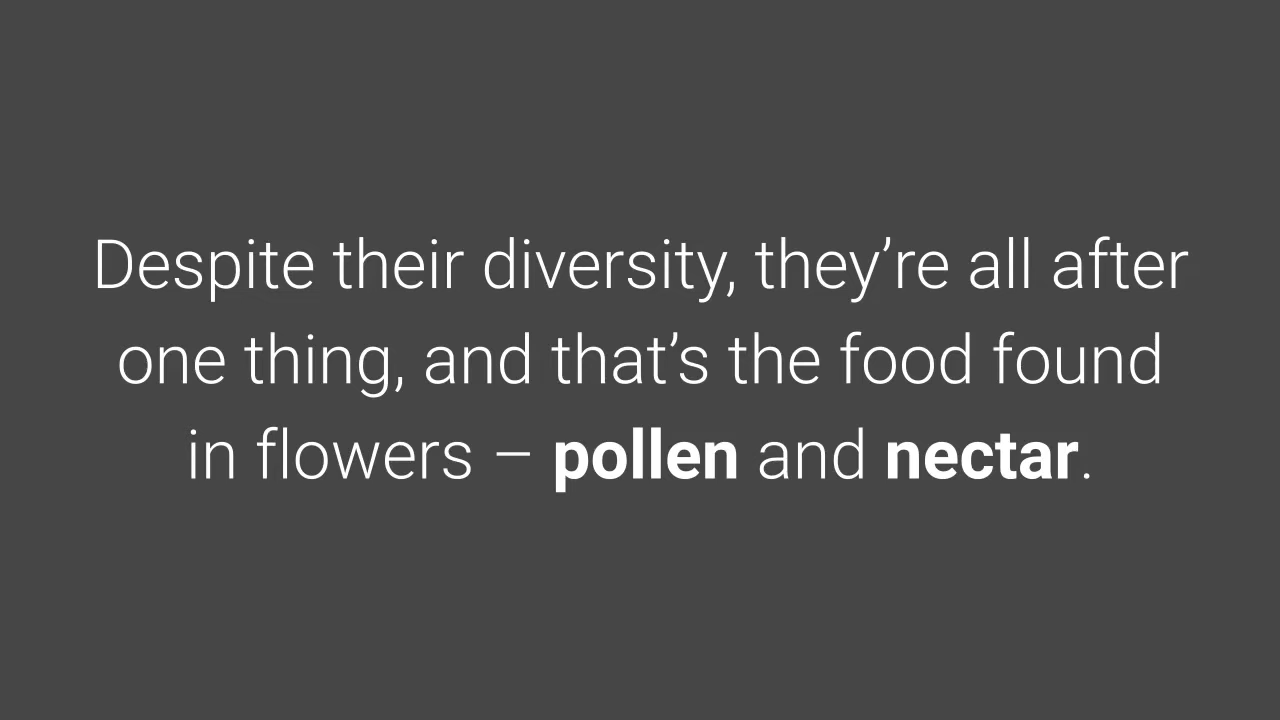 Despite their diversity, they’re all after
one thing, and that’s the food found
in flowers – pollen and nectar.